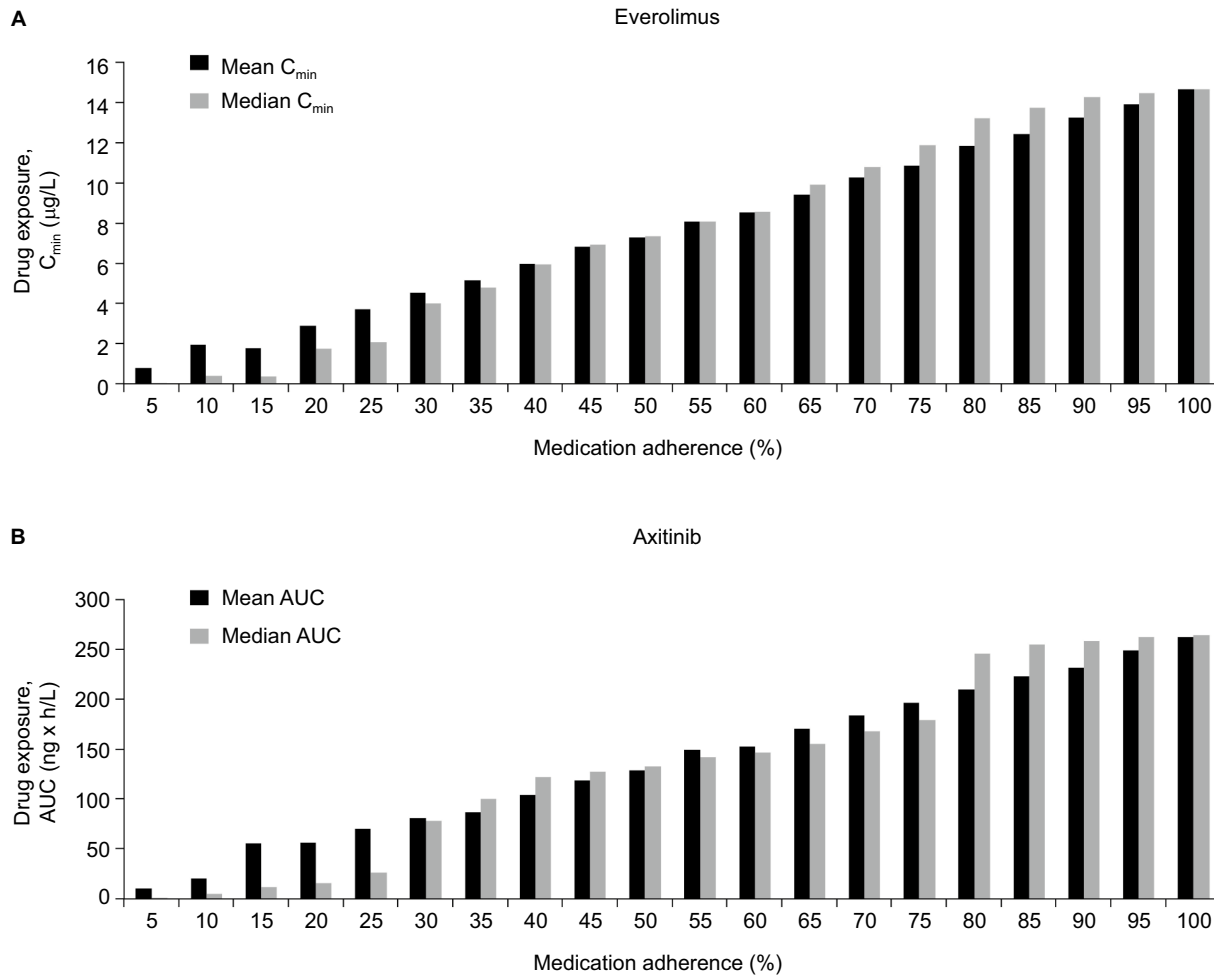 A
Everolimus
Mean Cmin
Median Cmin
Drug exposure,
Cmin (µg/L)
16
14
12
10
8
6
4
2
0
5 10 15 20 25 30 35 40 45 50 55 60 65 70 75 80 85 90 95 100
Medication adherence (%)
B
Axitinib
Mean AUC
Median AUC
Drug exposure,
AUC (ng x h/L)
300
250
200
150
100
50
0
5 10 15 20 25 30 35 40 45 50 55 60 65 70 75 80 85 90 95 100
Medication adherence (%)